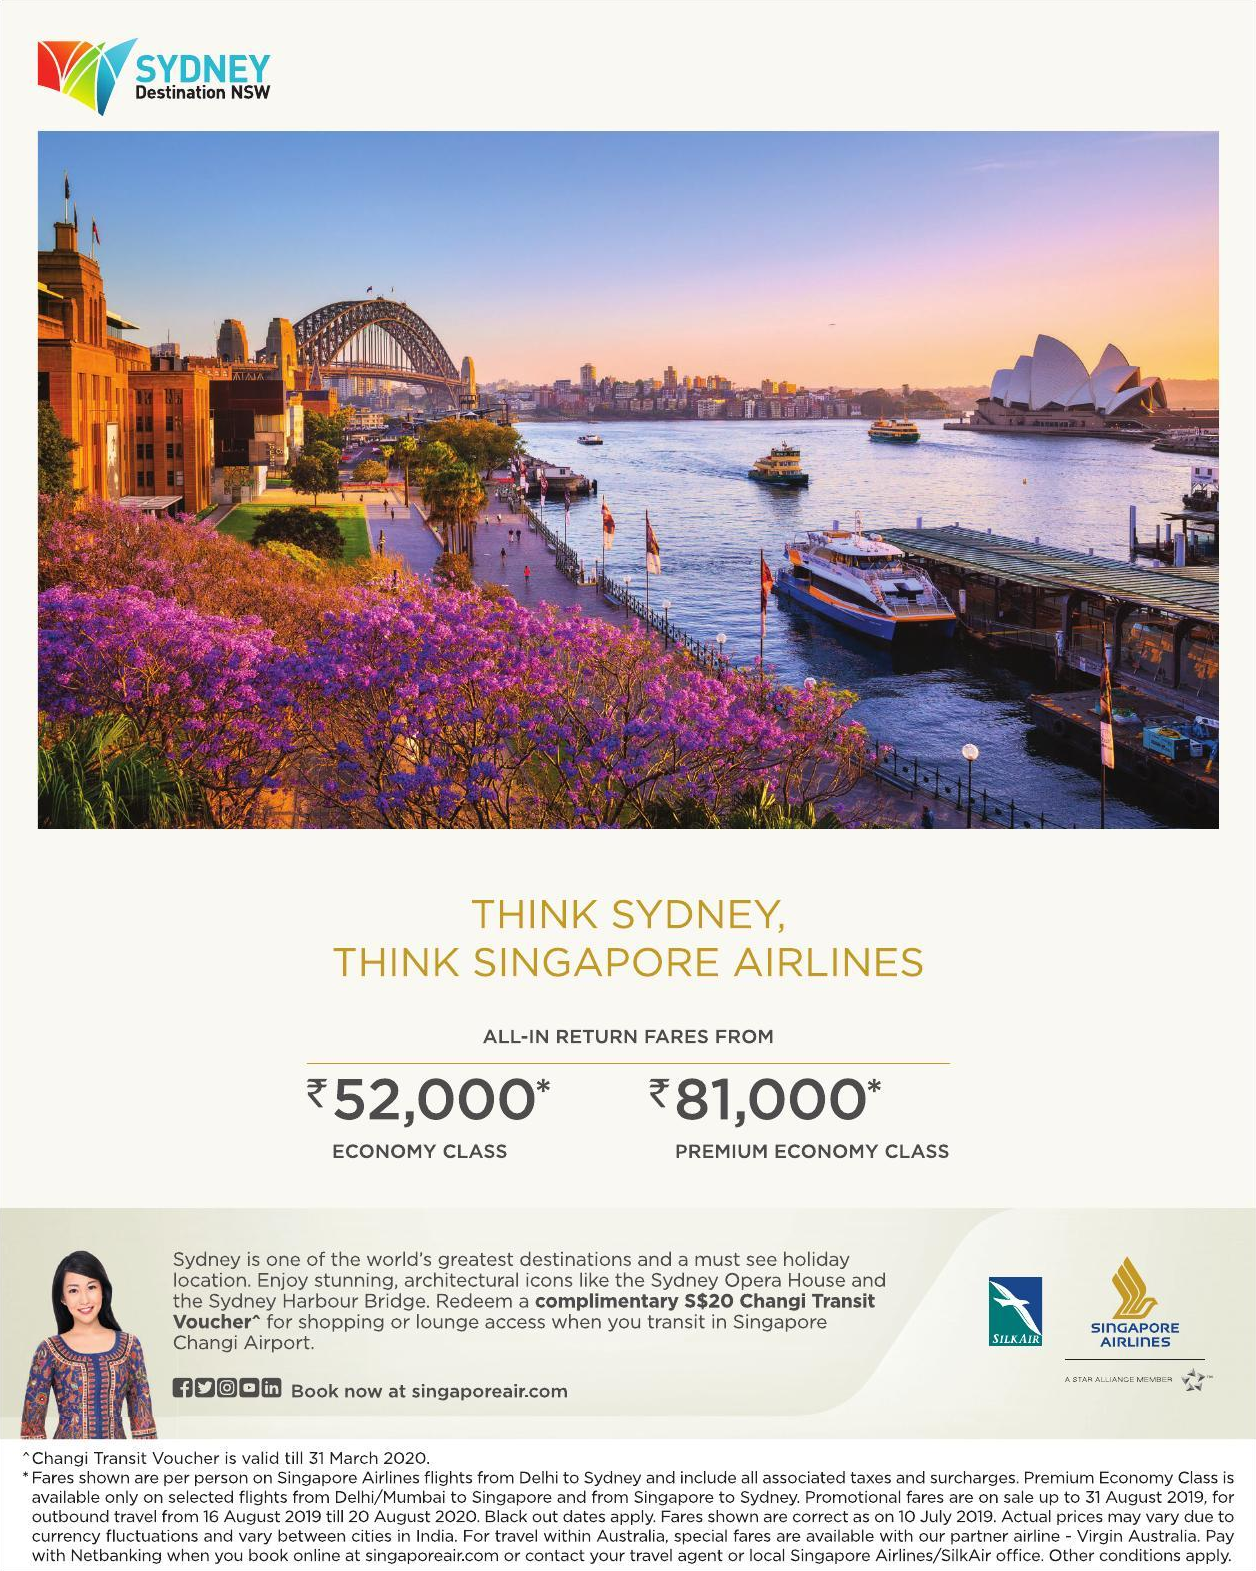 SYDNEY
Destination NSW
THINK SYDNEY,
THINK SINGAPORE AIRLINES
ALL-IN RETURN FARES FROM
₹52,000* ₹81,000*
ECONOMY CLASS PREMIUM ECONOMY CLASS
Sydney is one of the world's greatest destinations and a must see holiday
location. Enjoy stunning, architectural icons like the Sydney Opera House and
the Sydney Harbour Bridge. Redeem a complimentary S$20 Changi Transit
Voucher^ for shopping or lounge access when you transit in Singapore
Changi Airport.
Book now at singaporeair.com
SILKAIR
SINGAPORE
AIRLINES
A STAR ALLIANCE MEMBER ™
^Changi Transit Voucher is valid till 31 March 2020.
*Fares shown are per person on Singapore Airlines flights from Delhi to Sydney and include all associated taxes and surcharges. Premium Economy Class is
available only on selected flights from Delhi/Mumbai to Singapore and from Singapore to Sydney. Promotional fares are on sale up to 31 August 2019, for
outbound travel from 16 August 2019 till 20 August 2020. Black out dates apply. Fares shown are correct as on 10 July 2019. Actual prices may vary due to
currency fluctuations and vary between cities in India. For travel within Australia, special fares are available with our partner airline - Virgin Australia. Pay
with Netbanking when you book online at singaporeair.com or contact your travel agent or local Singapore Airlines/SilkAir office. Other conditions apply.